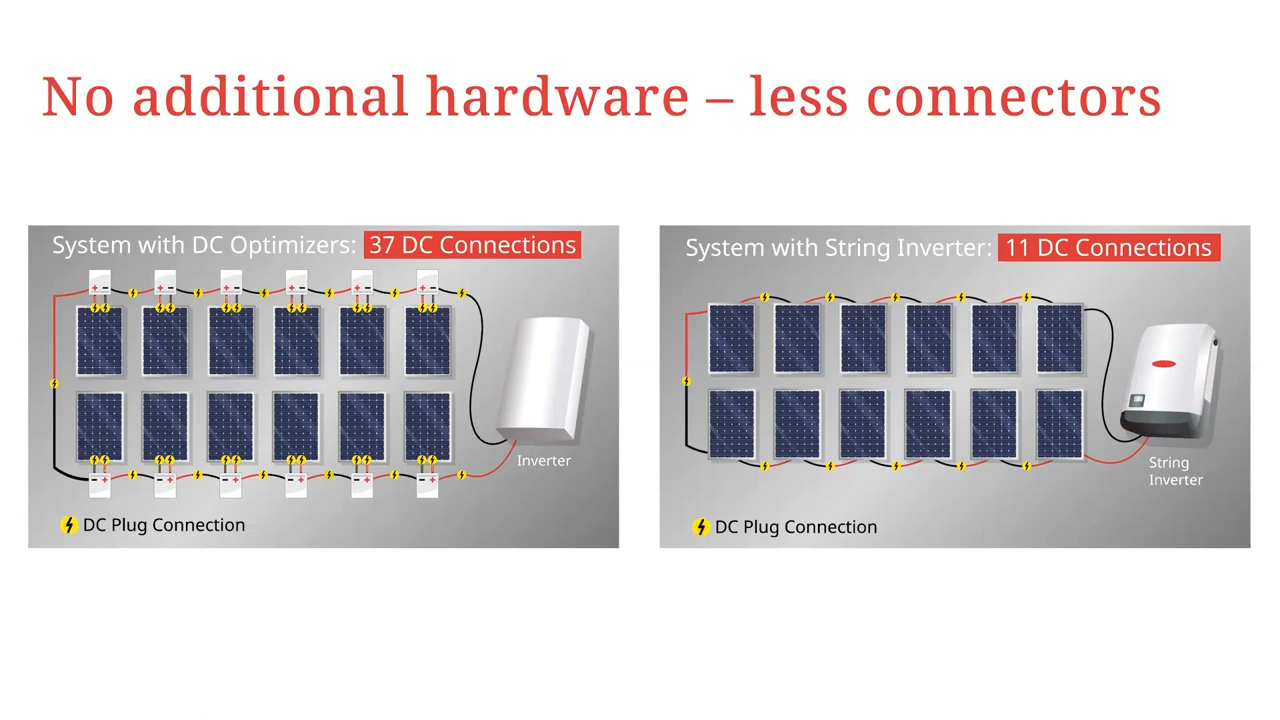 No additional hardware – less connectors
System with DC Optimizers: 37 DC Connections
Inverter
DC Plug Connection
System with String Inverter: 11 DC Connections
String
Inverter
DC Plug Connection